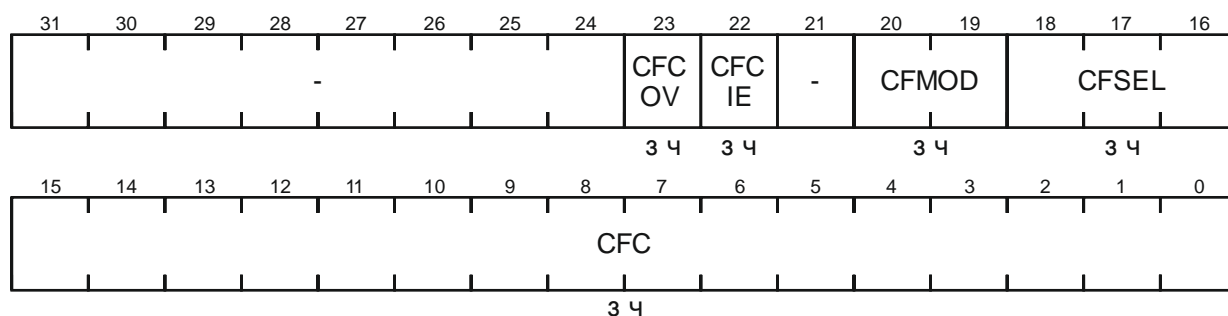 31 30 29 28 27 26 25 24 23 22 21 20 19 18 17 16
- CFC OV CFC IE - CFMOD CFSEL
з ч з ч з ч з ч
15 14 13 12 11 10 9 8 7 6 5 4 3 2 1 0
CFC
з ч